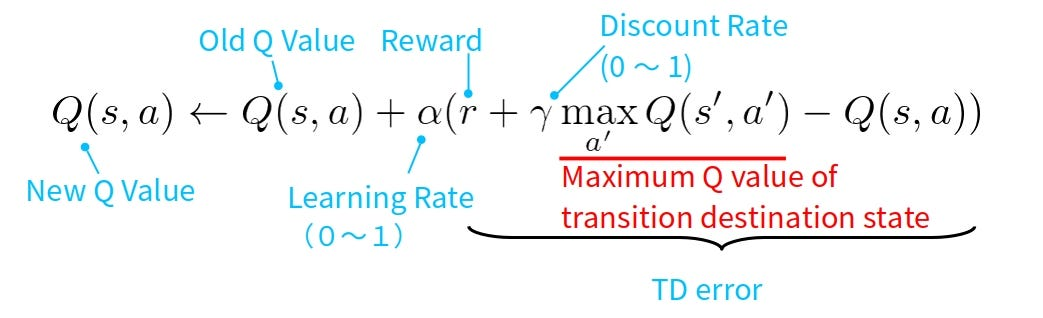 Old Q Value Reward Discount Rate
(0 ～ 1)
Q(s, a) ← Q(s, a) + α(r + γ max Q(s′, a′) − Q(s, a))
a′
New Q Value
Learning Rate
（０～１）
Maximum Q value of
transition destination state
TD error